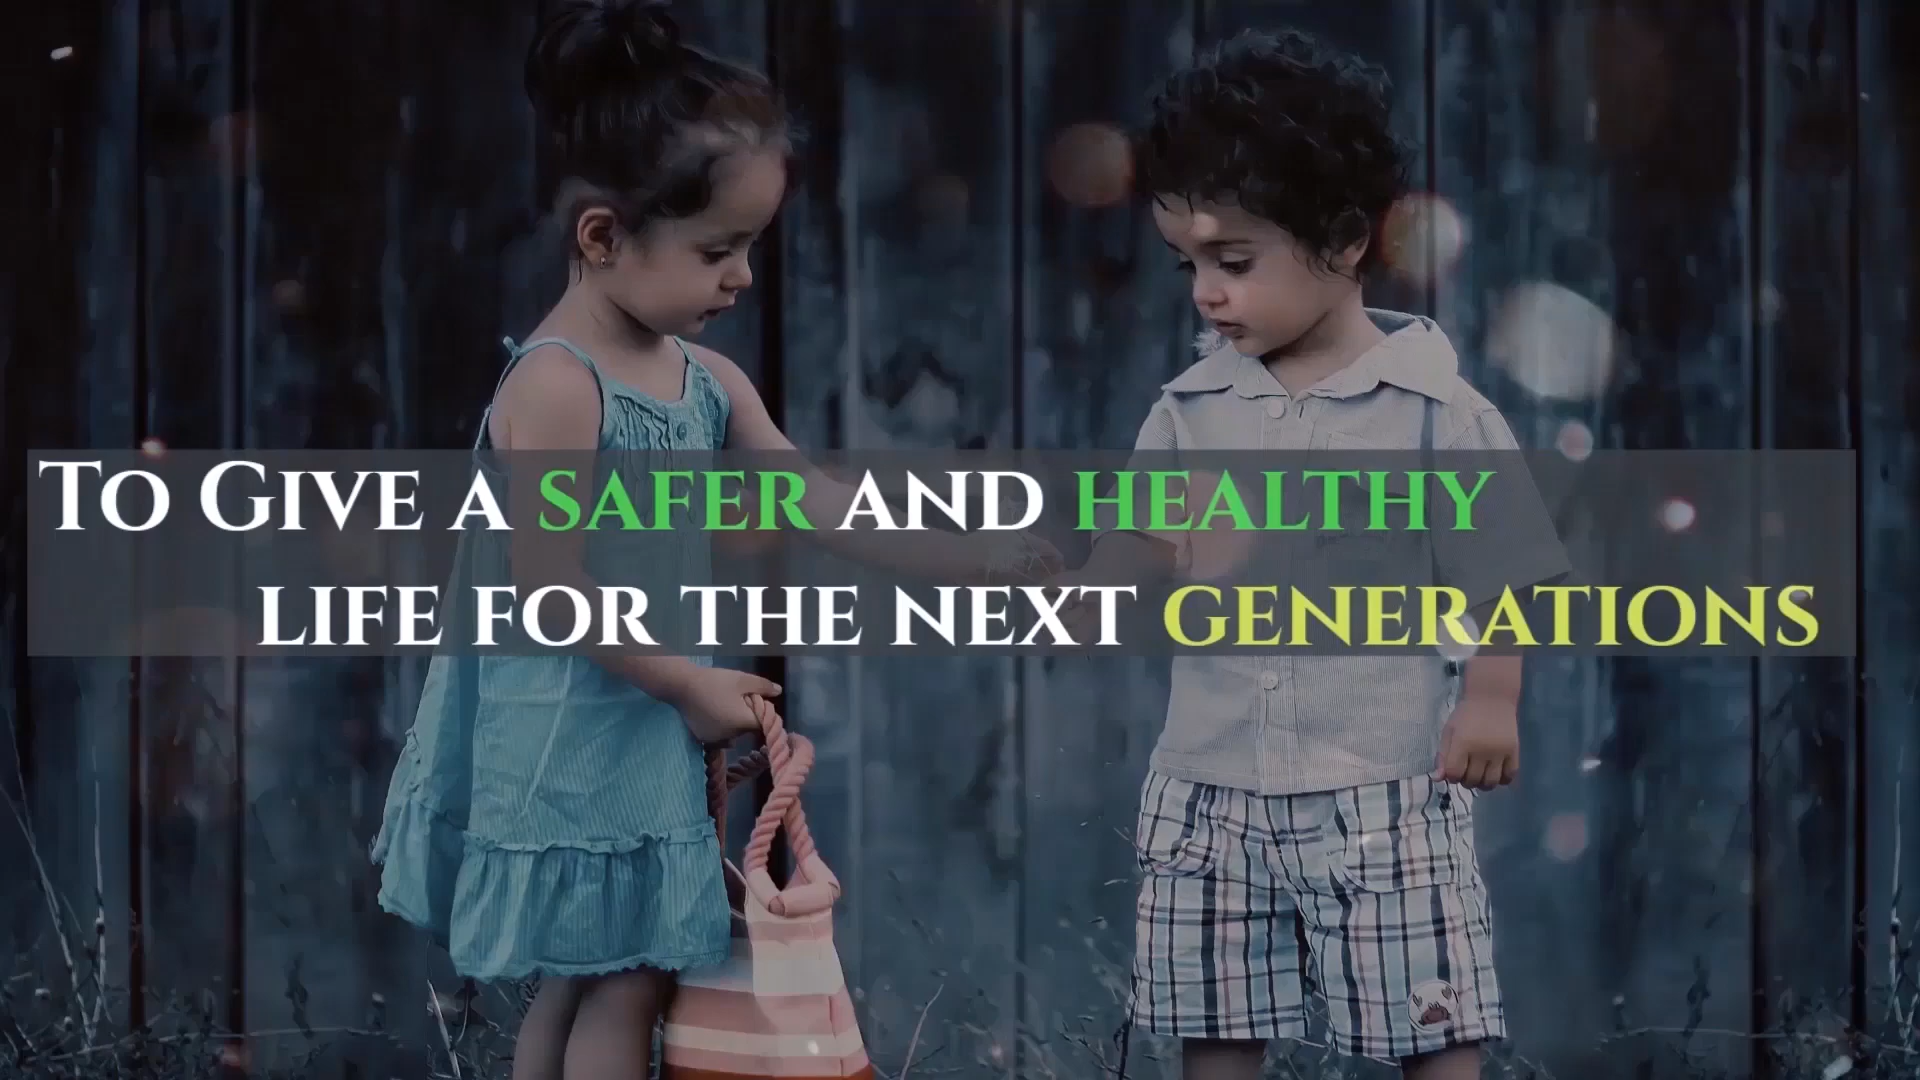 To Give a safer and healthy
life for the next generations